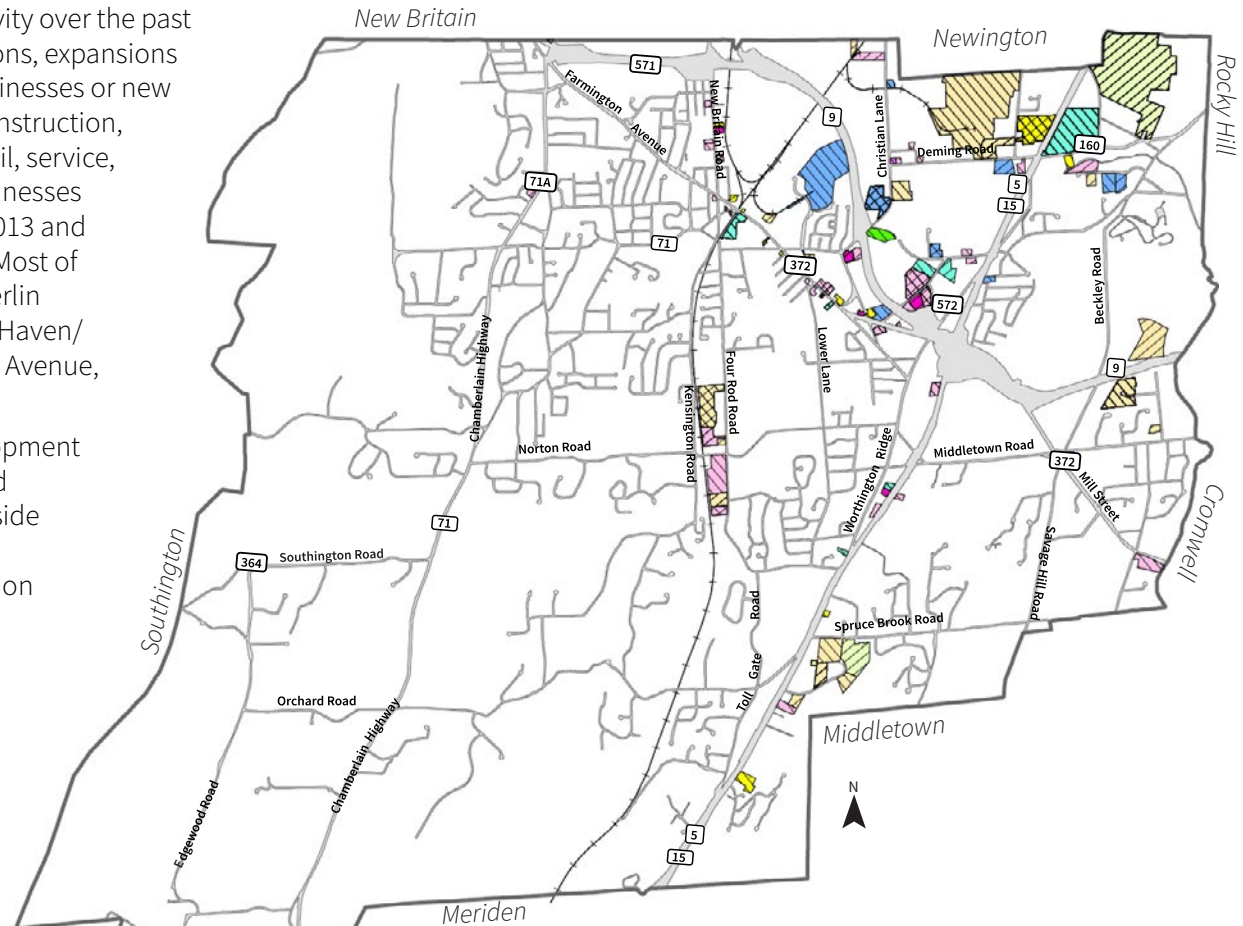 vity over the past
ons, expansions
inesses or new
nstruction,
il, service,
inesses
013 and
Most of
erlin
Haven/
Avenue,
opment
d
side
on
New Britain
Newington
Rocky Hill
Cromwell
Middletown
Meriden
Southington
571
Farmington Avenue
New Britain Road
9
Christian Lane
Deming Road
160
5
15
71A
71
372
572
Beckley Road
9
Lower Lane
Chamberlain Highway
Four Rod Road
Kensington Road
Norton Road
Worthington Ridge
Middletown Road
372
Mill Street
Savage Hill Road
71
364
Southington Road
Spruce Brook Road
Toll Gate Road
Orchard Road
Chamberlain Highway
Edgewood Road
N
5
15